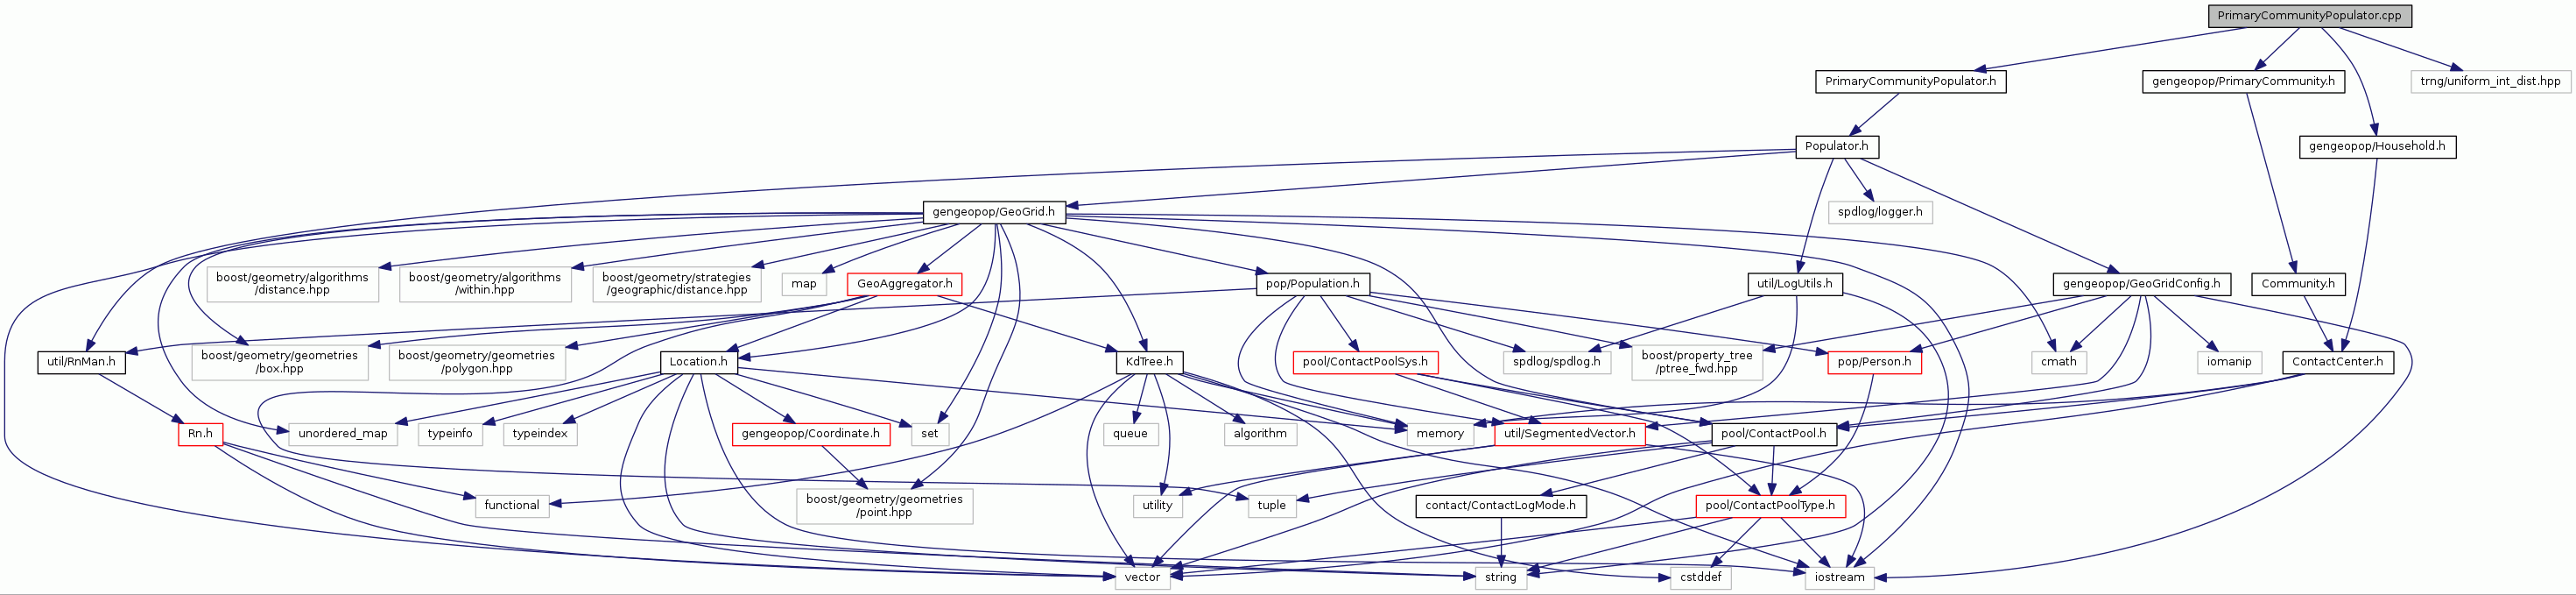 PrimaryCommunityPopulator.cpp
PrimaryCommunityPopulator.h
gengeopop/PrimaryCommunity.h
trng/uniform_int_dist.hpp
Populator.h
gengeopop/Household.h
gengeopop/GeoGrid.h
spdlog/logger.h
boost/geometry/algorithms
/distance.hpp
boost/geometry/algorithms
/within.hpp
boost/geometry/strategies
/geographic/distance.hpp
map
GeoAggregator.h
pop/Population.h
util/LogUtils.h
gengeopop/GeoGridConfig.h
Community.h
util/RnMan.h
boost/geometry/geometries
/box.hpp
boost/geometry/geometries
/polygon.hpp
Location.h
KdTree.h
pool/ContactPoolSys.h
spdlog/spdlog.h
boost/property_tree
/ptree_fwd.hpp
pop/Person.h
cmath
iomanip
ContactCenter.h
Rn.h
unordered_map
typeinfo
typeindex
gengeopop/Coordinate.h
set
queue
algorithm
memory
util/SegmentedVector.h
pool/ContactPool.h
functional
boost/geometry/geometries
/point.hpp
utility
tuple
contact/ContactLogMode.h
pool/ContactPoolType.h
vector
string
cstddef
iostream